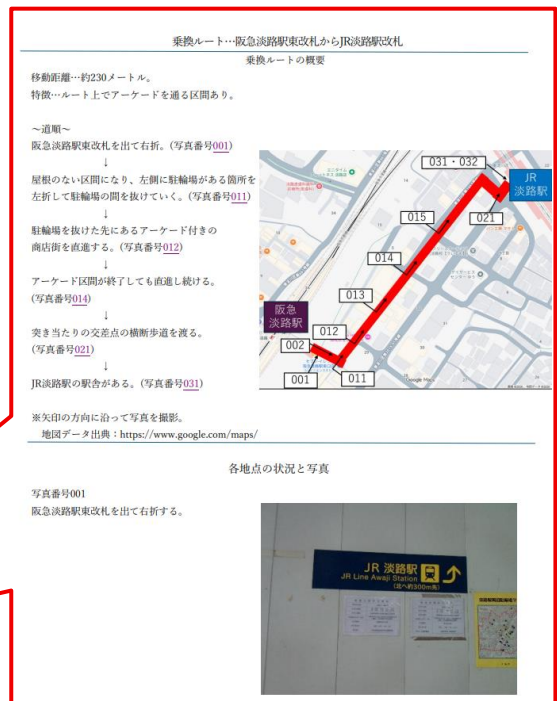 乗換ルート…阪急淡路駅東改札からJR淡路駅改札
乗換ルートの概要
移動距離…約230メートル。
特徴…ルート上でアーケードを通る区間あり。
～道順～
阪急淡路駅東改札を出て右折。(写真番号001)
↓
屋根のない区間になり、左側に駐輪場がある箇所を
左折して駐輪場の間を抜けていく。(写真番号011)
↓
駐輪場を抜けた先にあるアーケード付きの
商店街を直進する。(写真番号012)
↓
アーケード区間が終了しても直進し続ける。
(写真番号014)
↓
突き当たりの交差点の横断歩道を渡る。
(写真番号021)
↓
JR淡路駅の駅舎がある。(写真番号031)
※矢印の方向に沿って写真を撮影。
地図データ出典：https://www.google.com/maps/
031・032
JR
淡路駅
015
021
014
013
阪急
淡路駅
012
002
001
011
Google Maps
各地点の状況と写真
写真番号001
阪急淡路駅東改札を出て右折する。
JR 淡路駅
JR Line Awaji Station
(北へ約300m先)